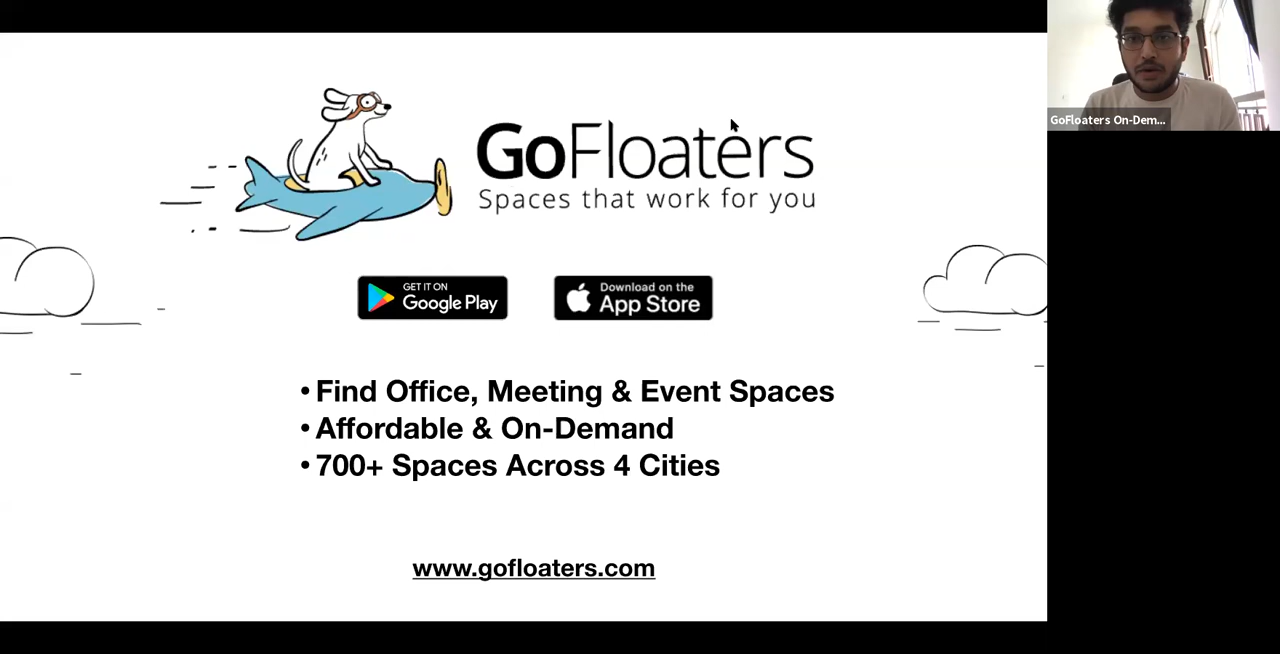 GoFloaters
Spaces that work for you
GET IT ON
Google Play
Download on the
App Store
• Find Office, Meeting & Event Spaces
• Affordable & On-Demand
• 700+ Spaces Across 4 Cities
www.gofloaters.com
GoFloaters On-Dem...